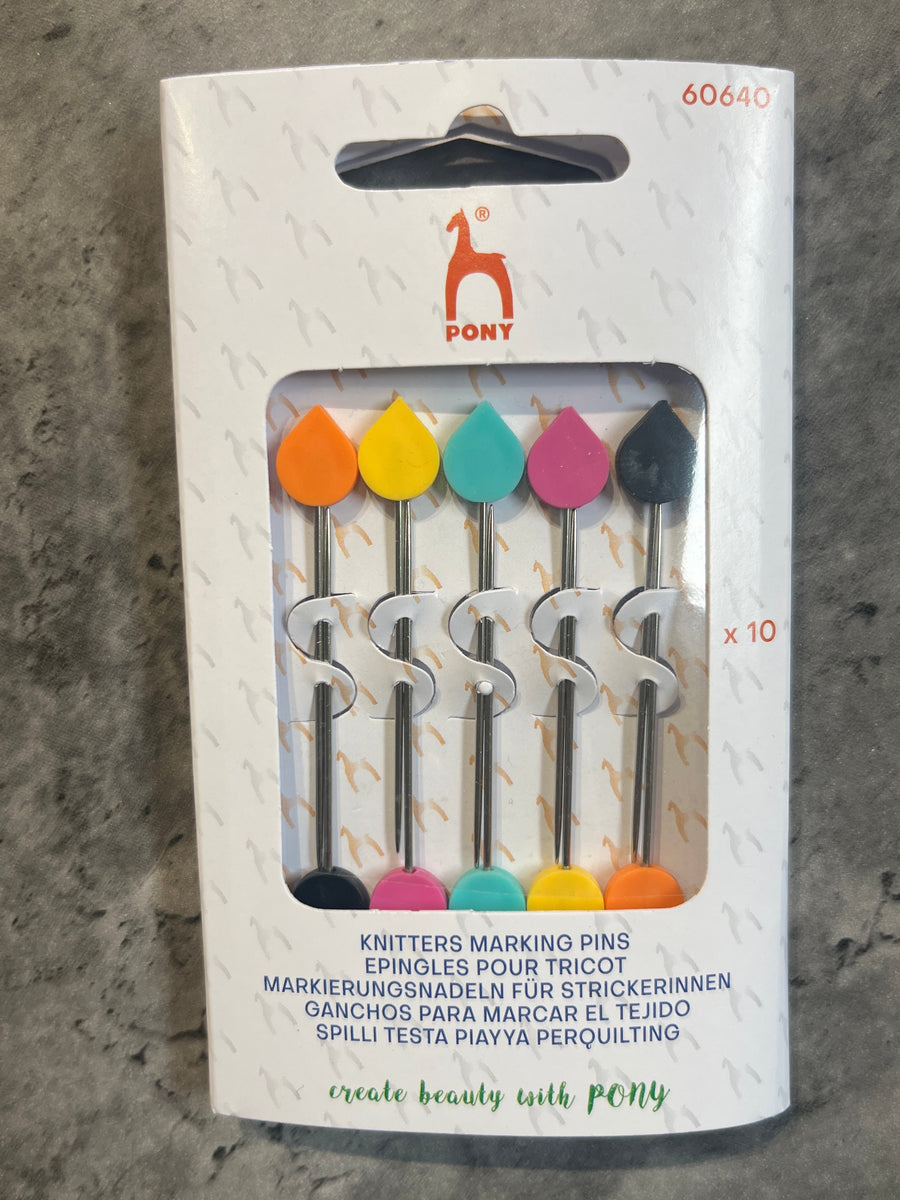 60640
®
PONY
x 10
KNITTERS MARKING PINS
EPINGLES POUR TRICOT
MARKIERUNGSNADELN FÜR STRICKERINNEN
GANCHOS PARA MARCAR EL TEJIDO
SPILLI TESTA PIAYYA PERQUILTING
create beauty with PONY